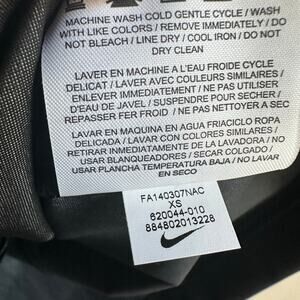 MACHINE WASH COLD GENTLE CYCLE / WASH
WITH LIKE COLORS / REMOVE IMMEDIATELY / DO
NOT BLEACH / LINE DRY / COOL IRON / DO NOT
DRY CLEAN
LAVER EN MACHINE A L'EAU FROIDE CYCLE
DELICAT / LAVER AVEC COULEURS SIMILAIRES /
ENLEVER IMMEDIATEMENT / NE PAS UTILISER
D'EAU DE JAVEL / SUSPENDRE POUR SECHER /
REPASSER FER FROID / NE PAS NETTOYER A SEC
LAVAR EN MAQUINA EN AGUA FRIA/CICLO ROPA
DELICADA / LAVAR CON COLORES SIMILARES /
RETIRAR INMEDIATAMENTE / NO USAR
USAR BLANQUEADORES / SECAR COLGADO /
USAR PLANCHA TEMPERATURA BAJA / NO LAVAR
EN SECO
FA140307NAC
XS
620044-010
884802013228